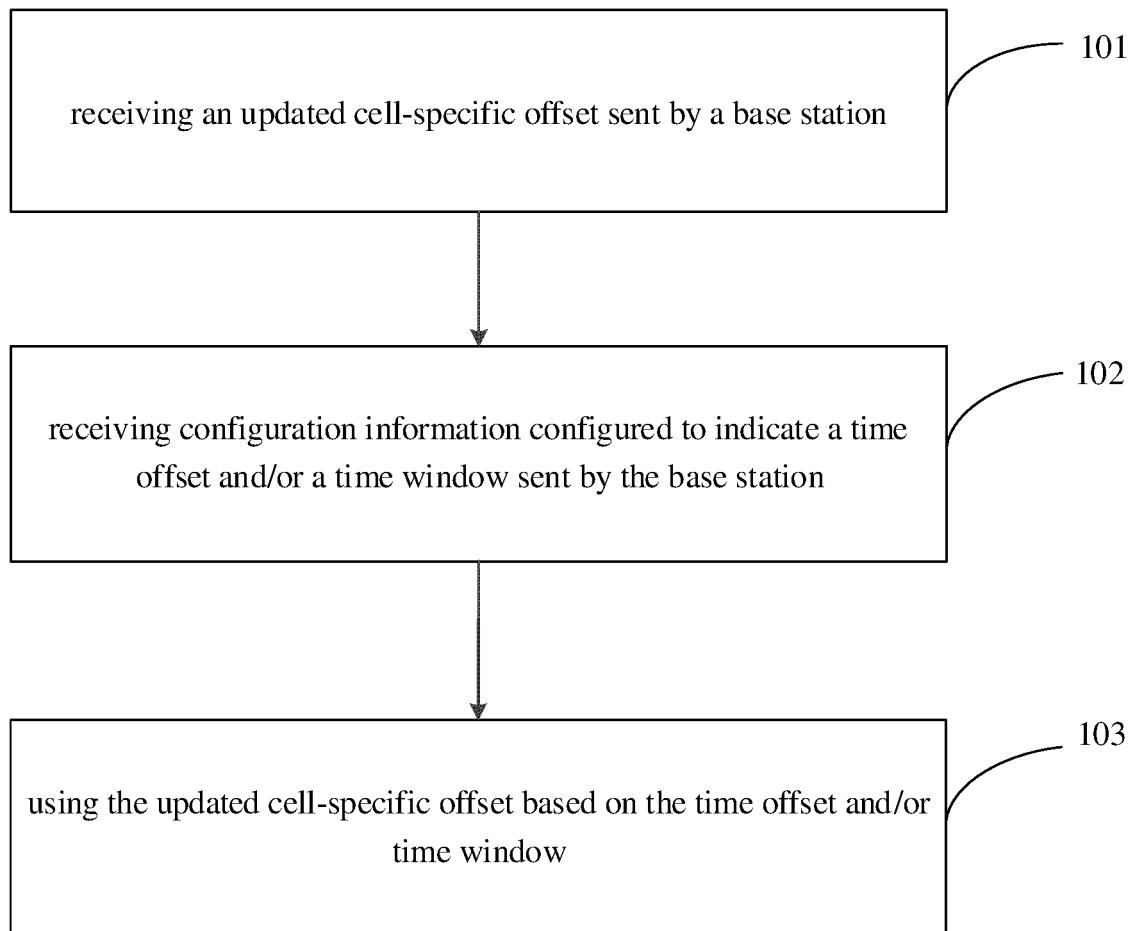 receiving an updated cell-specific offset sent by a base station
101
receiving configuration information configured to indicate a time
offset and/or a time window sent by the base station
102
using the updated cell-specific offset based on the time offset and/or
time window
103